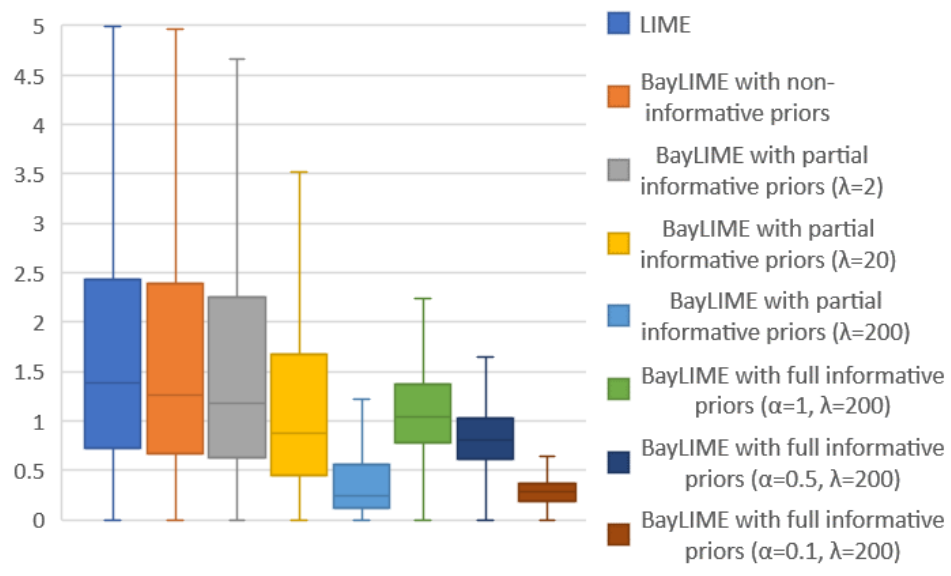 5
4.5
4
3.5
3
2.5
2
1.5
1
0.5
0
LIME
BayLIME with non-
informative priors
BayLIME with partial
informative priors (λ=2)
BayLIME with partial
informative priors (λ=20)
BayLIME with partial
informative priors (λ=200)
BayLIME with full informative
priors (α=1, λ=200)
BayLIME with full informative
priors (α=0.5, λ=200)
BayLIME with full informative
priors (α=0.1, λ=200)